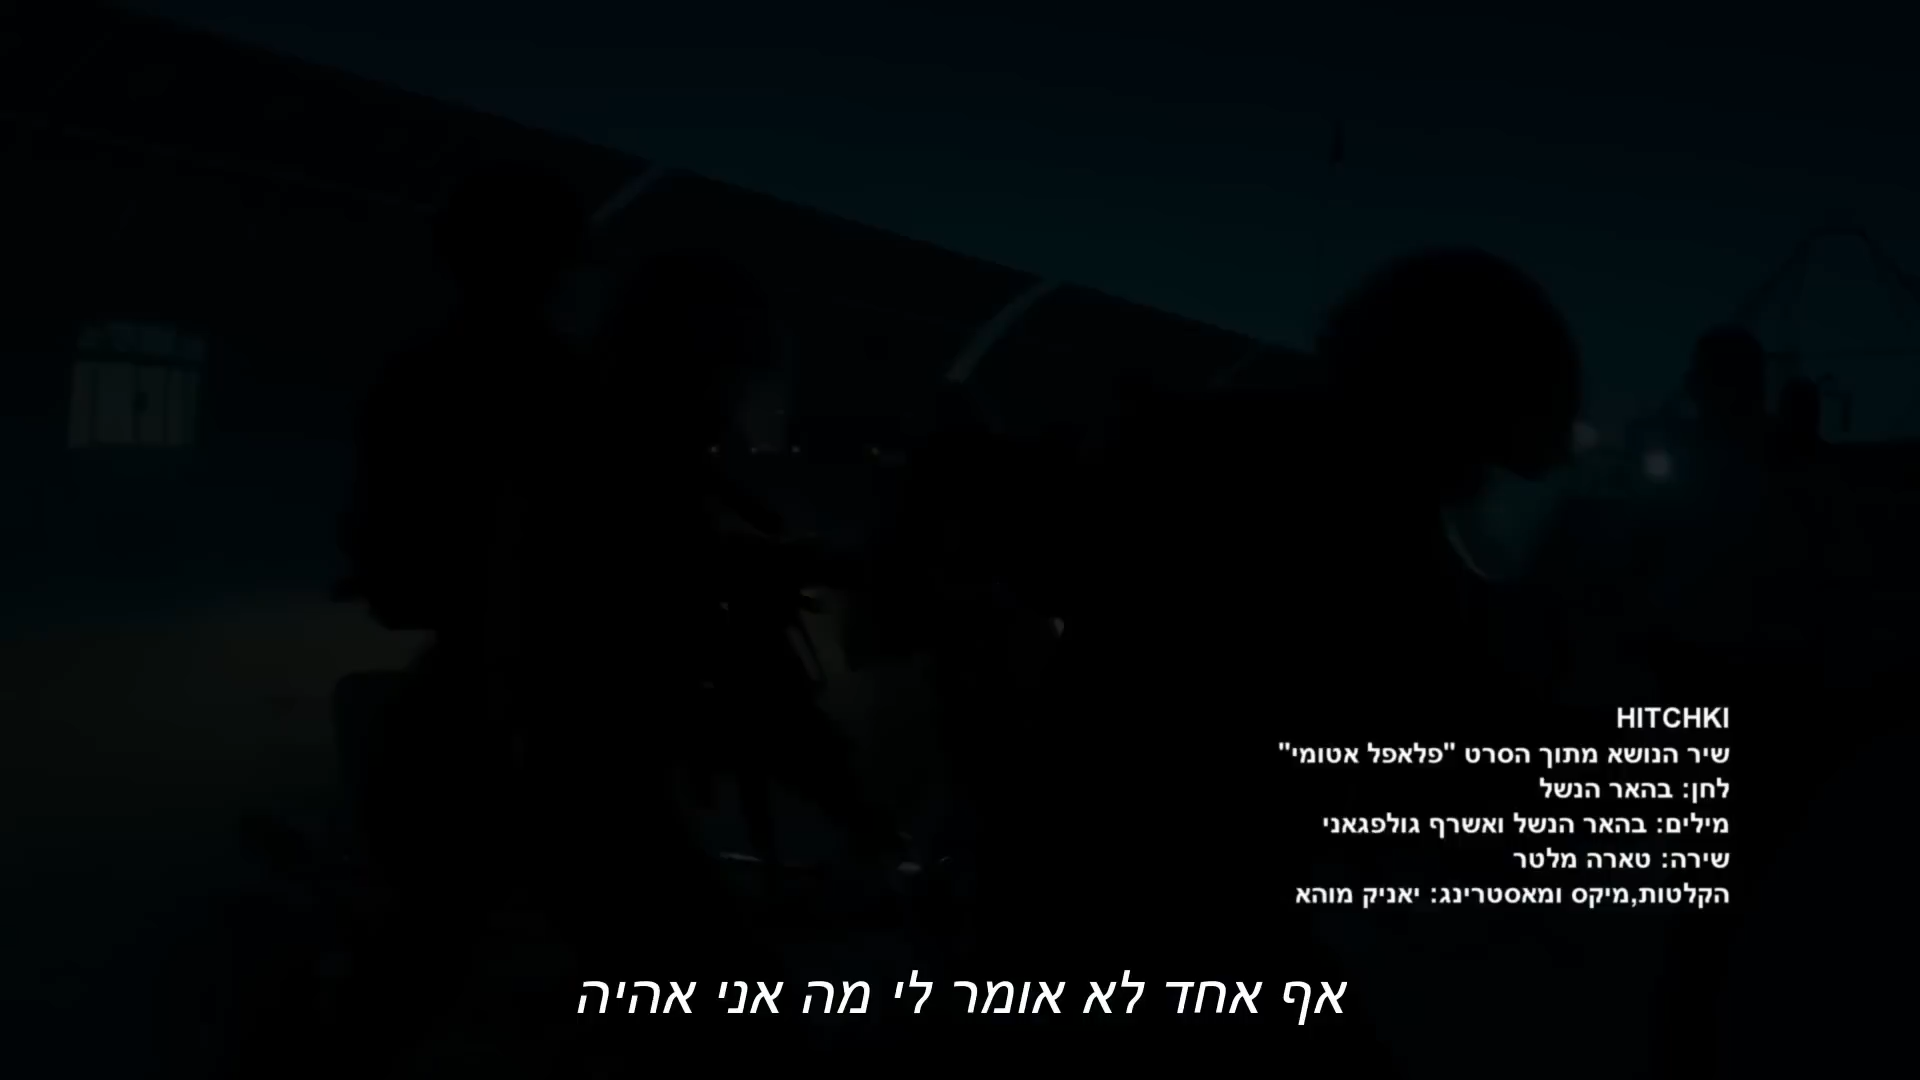 HITCHKI
שיר הנושא מתוך הסרט "פלאפל אטומי"
לחן: בהאר הנשל
מילים: בהאר הנשל ואשרף גולפגאני
שירה: טארה מלטר
הקלטות,מיקס ומאסטרינג: יאניק מוהא
אף אחד לא אומר לי מה אני אהיה